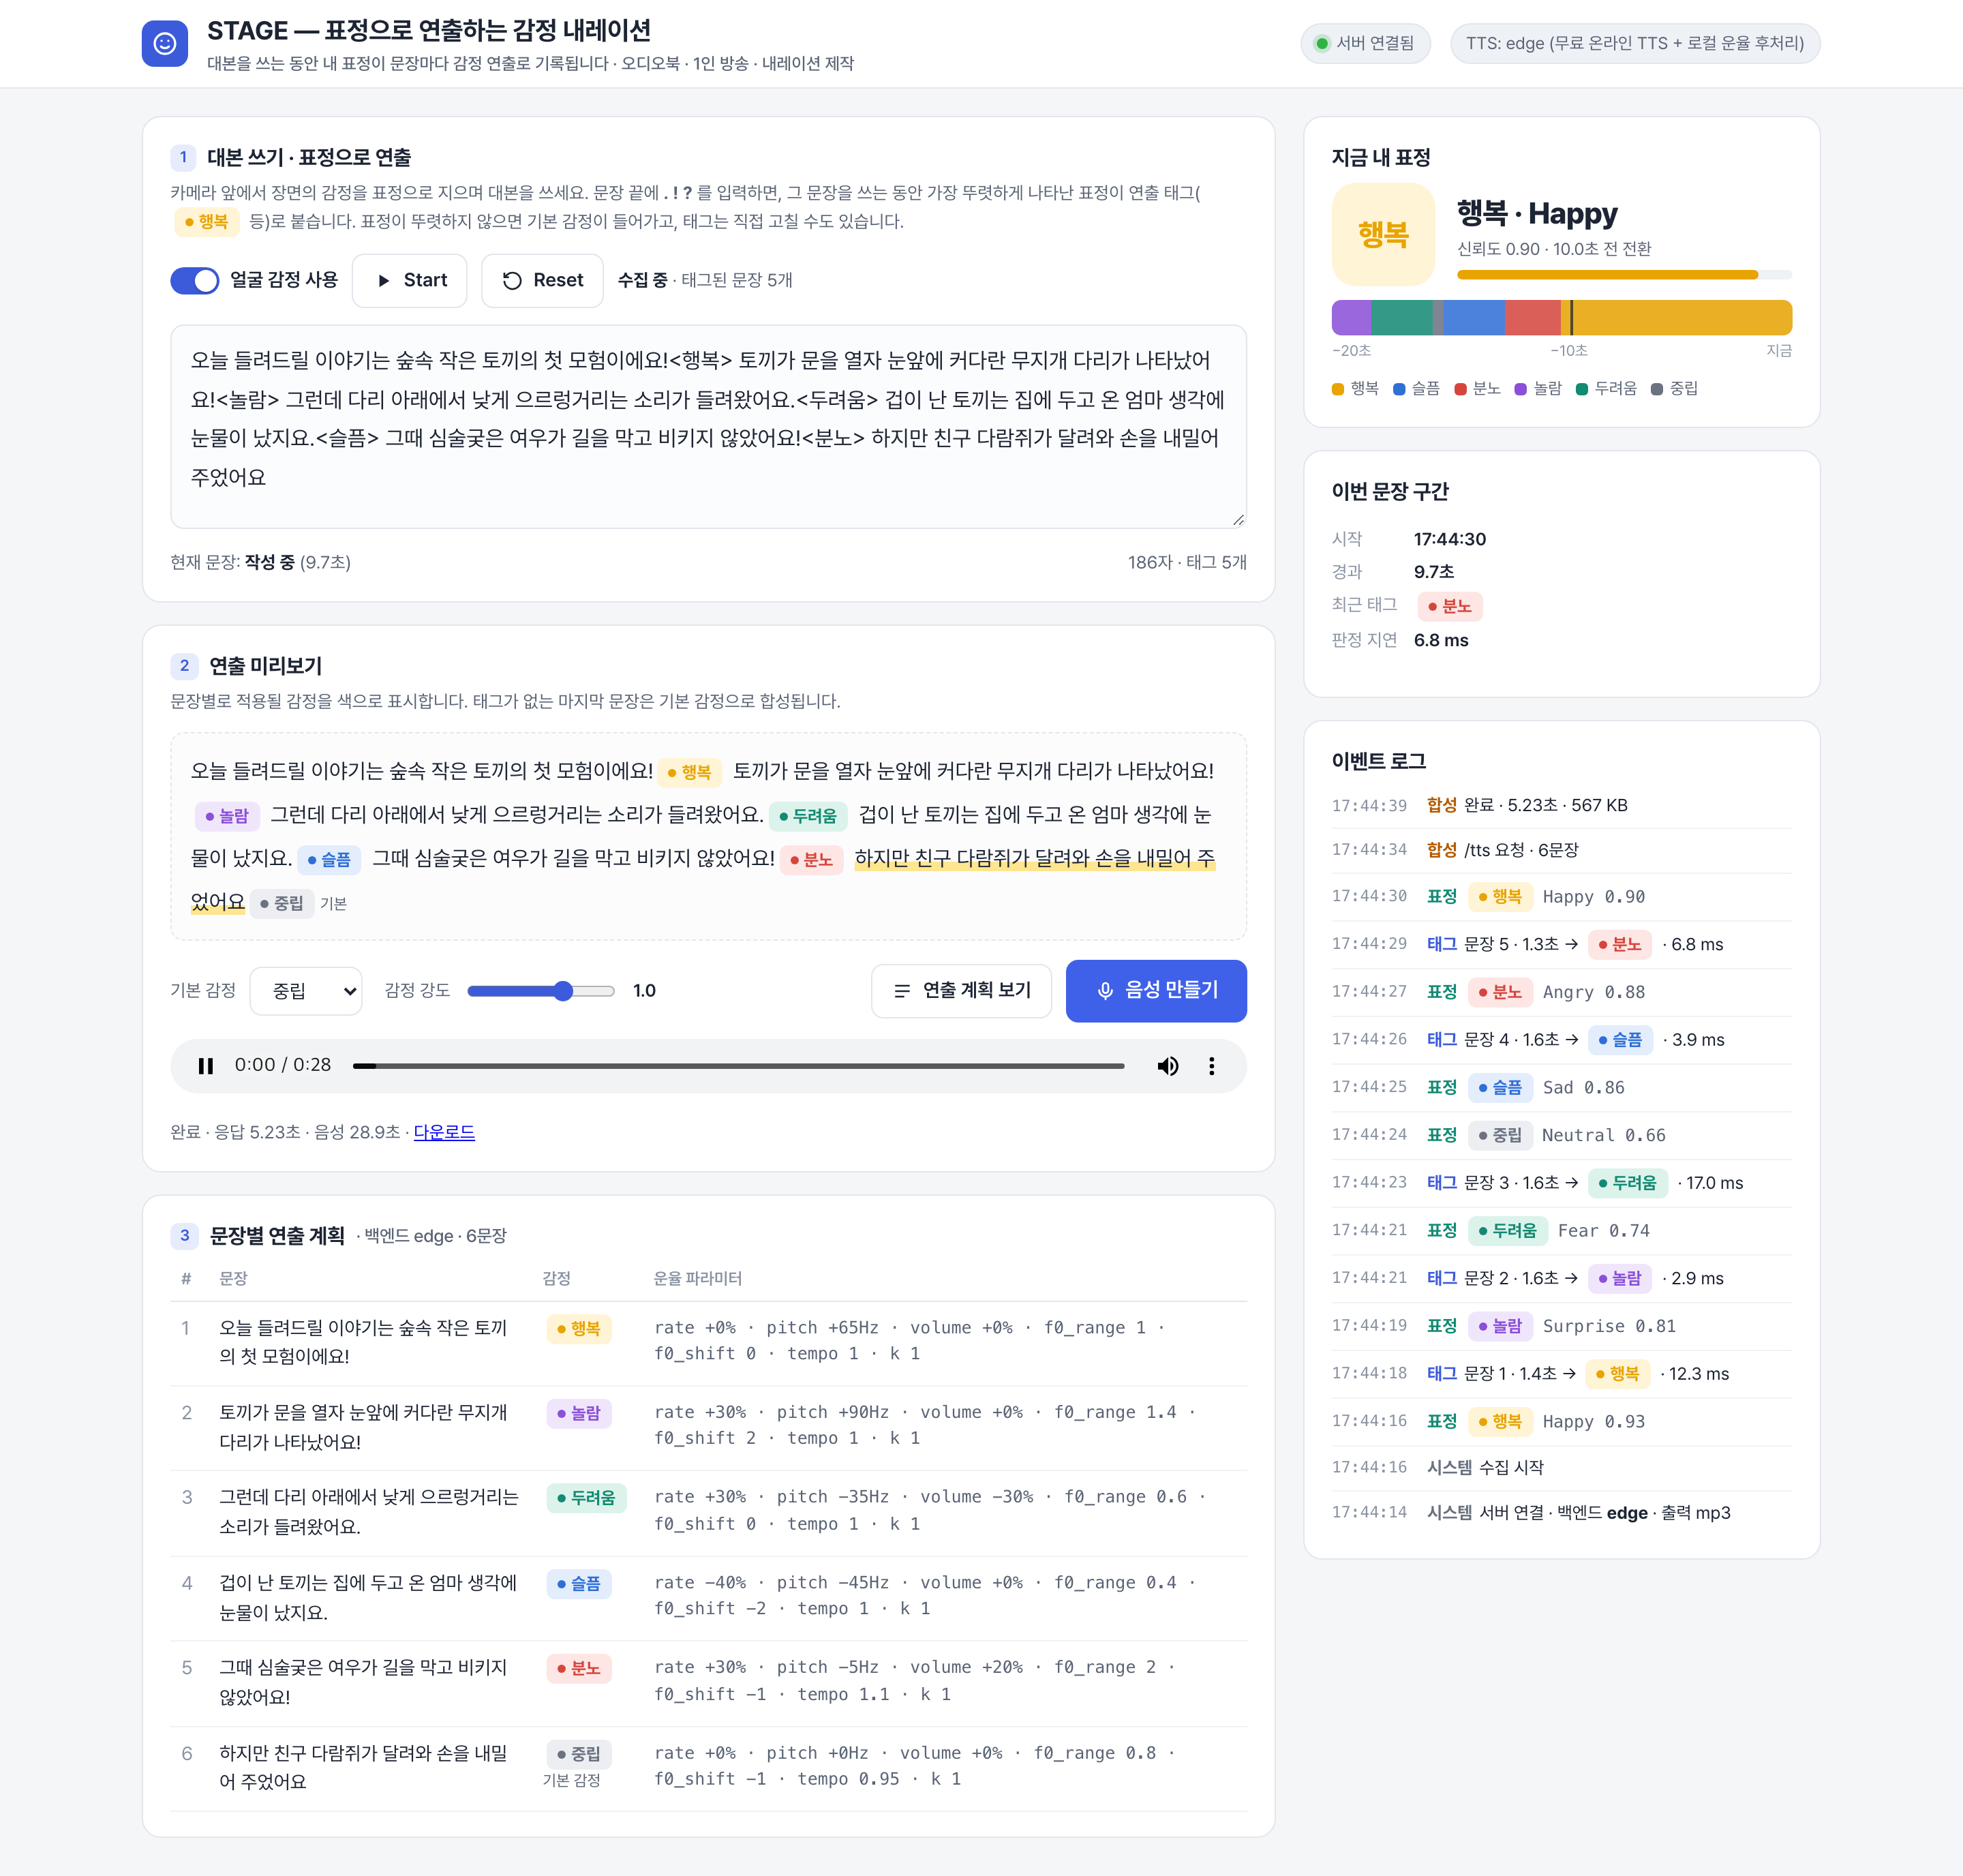 STAGE — 표정으로 연출하는 감정 내레이션
대본을 쓰는 동안 내 표정이 문장마다 감정 연출로 기록됩니다 · 오디오북 · 1인 방송 · 내레이션 제작
서버 연결됨
TTS: edge (무료 온라인 TTS + 로컬 운율 후처리)
1 대본 쓰기 · 표정으로 연출
카메라 앞에서 장면의 감정을 표정으로 지으며 대본을 쓰세요. 문장 끝에 . ! ? 를 입력하면, 그 문장을 쓰는 동안 가장 뚜렷하게 나타난 표정이 연출 태그(
행복 등)로 붙습니다. 표정이 뚜렷하지 않으면 기본 감정이 들어가고, 태그는 직접 고칠 수도 있습니다.
얼굴 감정 사용 Start Reset 수집 중 · 태그된 문장 5개
오늘 들려드릴 이야기는 숲속 작은 토끼의 첫 모험이에요!<행복> 토끼가 문을 열자 눈앞에 커다란 무지개 다리가 나타났어
요!<놀람> 그런데 다리 아래에서 낮게 으르렁거리는 소리가 들려왔어요.<두려움> 겁이 난 토끼는 집에 두고 온 엄마 생각에
눈물이 났지요.<슬픔> 그때 심술궂은 여우가 길을 막고 비키지 않았어요!<분노> 하지만 친구 다람쥐가 달려와 손을 내밀어
주었어요
현재 문장: 작성 중 (9.7초)
186자 · 태그 5개
2 연출 미리보기
문장별로 적용될 감정을 색으로 표시합니다. 태그가 없는 마지막 문장은 기본 감정으로 합성됩니다.
오늘 들려드릴 이야기는 숲속 작은 토끼의 첫 모험이에요! 행복 토끼가 문을 열자 눈앞에 커다란 무지개 다리가 나타났어요!
놀람 그런데 다리 아래에서 낮게 으르렁거리는 소리가 들려왔어요. 두려움 겁이 난 토끼는 집에 두고 온 엄마 생각에 눈
물이 났지요. 슬픔 그때 심술궂은 여우가 길을 막고 비키지 않았어요! 분노 하지만 친구 다람쥐가 달려와 손을 내밀어 주
었어요 중립 기본
기본 감정 중립 감정 강도 1.0 연출 계획 보기 음성 만들기
0:00 / 0:28
완료 · 응답 5.23초 · 음성 28.9초 · 다운로드
3 문장별 연출 계획 · 백엔드 edge · 6문장
# 문장 감정 운율 파라미터
1 오늘 들려드릴 이야기는 숲속 작은 토끼 행복 rate +0% · pitch +65Hz · volume +0% · f0_range 1 ·
의 첫 모험이에요! f0_shift 0 · tempo 1 · k 1
2 토끼가 문을 열자 눈앞에 커다란 무지개 놀람 rate +30% · pitch +90Hz · volume +0% · f0_range 1.4 ·
다리가 나타났어요! f0_shift 2 · tempo 1 · k 1
3 그런데 다리 아래에서 낮게 으르렁거리는 두려움 rate +30% · pitch −35Hz · volume −30% · f0_range 0.6 ·
소리가 들려왔어요. f0_shift 0 · tempo 1 · k 1
4 겁이 난 토끼는 집에 두고 온 엄마 생각에 슬픔 rate −40% · pitch −45Hz · volume +0% · f0_range 0.4 ·
눈물이 났지요. f0_shift −2 · tempo 1 · k 1
5 그때 심술궂은 여우가 길을 막고 비키지 분노 rate +30% · pitch −5Hz · volume +20% · f0_range 2 ·
않았어요! f0_shift −1 · tempo 1.1 · k 1
6 하지만 친구 다람쥐가 달려와 손을 내밀 중립 rate +0% · pitch +0Hz · volume +0% · f0_range 0.8 ·
어 주었어요 기본 감정 f0_shift −1 · tempo 0.95 · k 1
지금 내 표정
행복
행복 · Happy
신뢰도 0.90 · 10.0초 전 전환
−20초 −10초 지금
행복 슬픔 분노 놀람 두려움 중립
이번 문장 구간
시작 17:44:30
경과 9.7초
최근 태그 분노
판정 지연 6.8 ms
이벤트 로그
17:44:39 합성 완료 · 5.23초 · 567 KB
17:44:34 합성 /tts 요청 · 6문장
17:44:30 표정 행복 Happy 0.90
17:44:29 태그 문장 5 · 1.3초 → 분노 · 6.8 ms
17:44:27 표정 분노 Angry 0.88
17:44:26 태그 문장 4 · 1.6초 → 슬픔 · 3.9 ms
17:44:25 표정 슬픔 Sad 0.86
17:44:24 표정 중립 Neutral 0.66
17:44:23 태그 문장 3 · 1.6초 → 두려움 · 17.0 ms
17:44:21 표정 두려움 Fear 0.74
17:44:21 태그 문장 2 · 1.6초 → 놀람 · 2.9 ms
17:44:19 표정 놀람 Surprise 0.81
17:44:18 태그 문장 1 · 1.4초 → 행복 · 12.3 ms
17:44:16 표정 행복 Happy 0.93
17:44:16 시스템 수집 시작
17:44:14 시스템 서버 연결 · 백엔드 edge · 출력 mp3